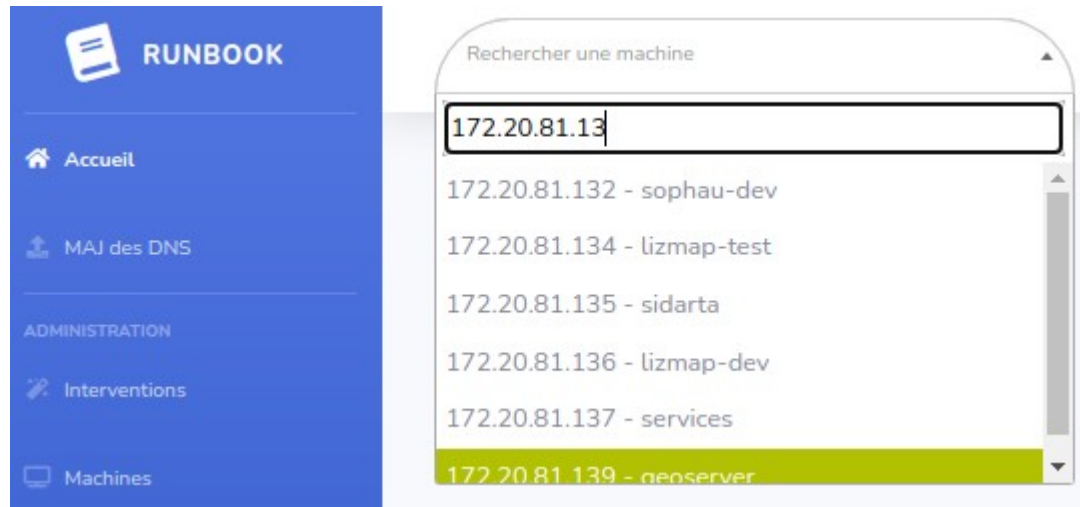 RUNBOOK
Accueil
MAJ des DNS
ADMINISTRATION
Interventions
Machines
Rechercher une machine
172.20.81.13
172.20.81.132 - sophau-dev
172.20.81.134 - lizmap-test
172.20.81.135 - sidarta
172.20.81.136 - lizmap-dev
172.20.81.137 - services
172.20.81.139 - geoserver